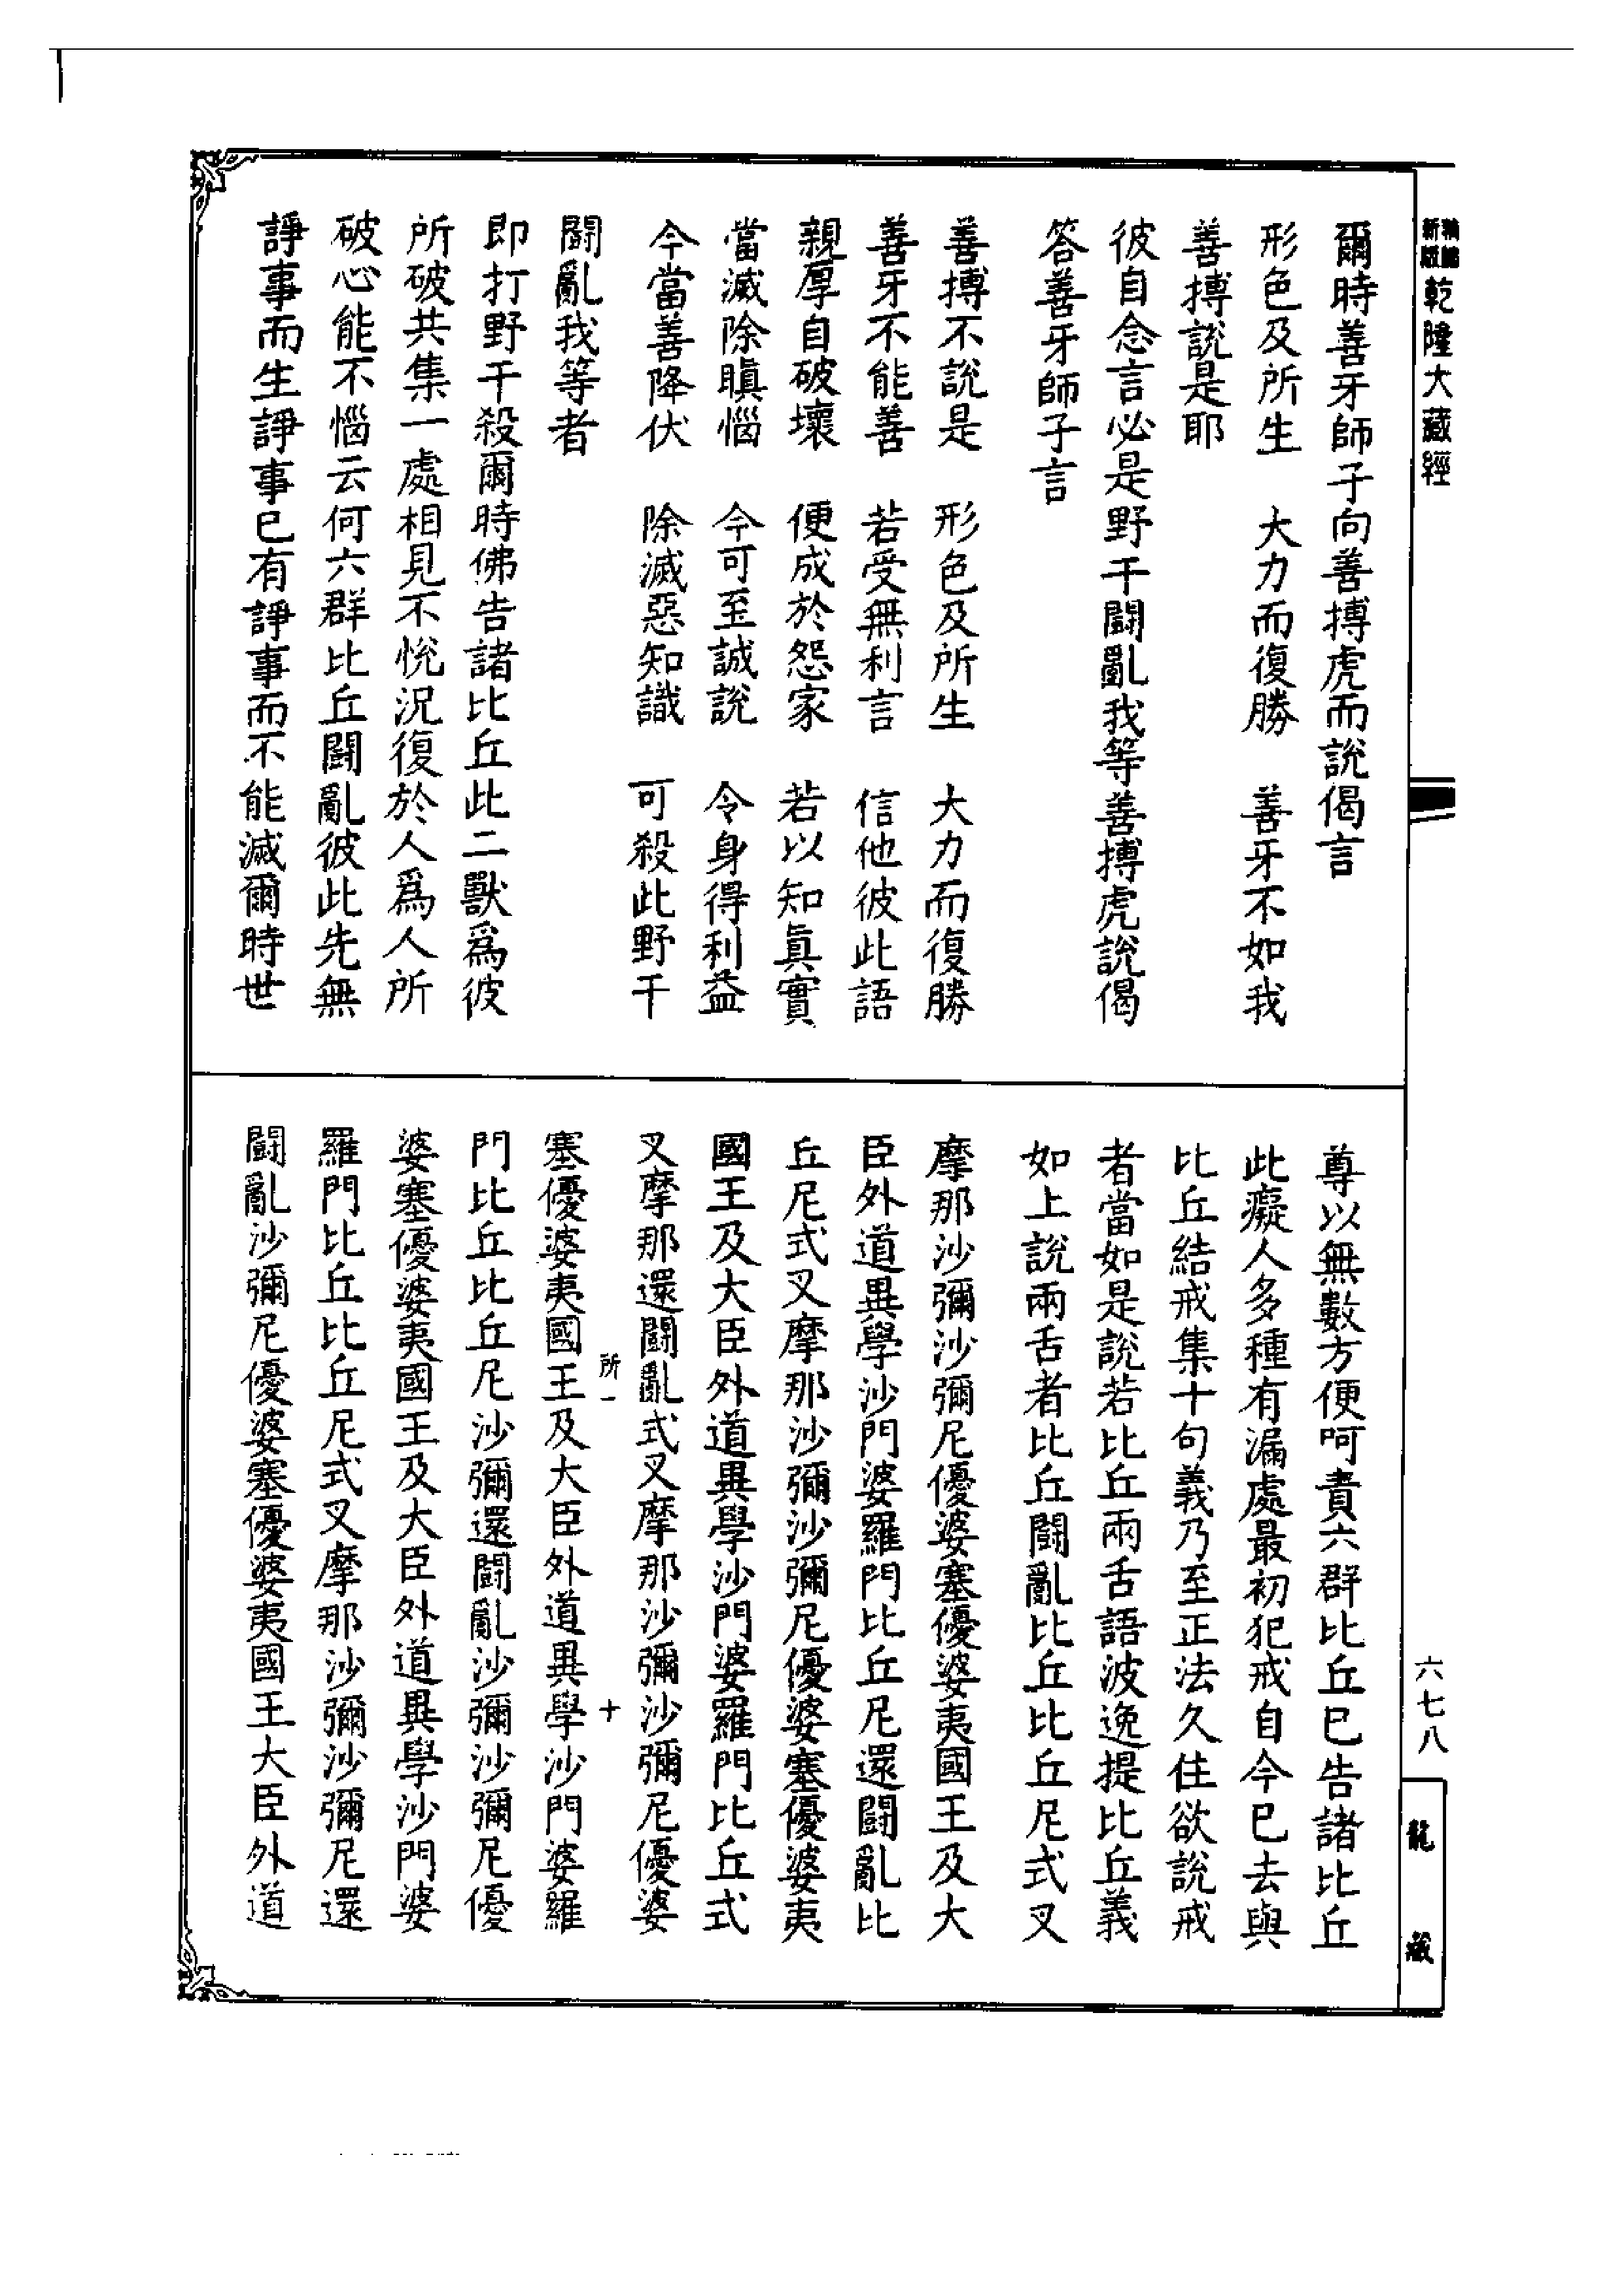 新版
精縮
乾隆大藏經
爾時善牙師子向善搏虎而說偈言
形色及所生　大力而復勝　善牙不如我
善搏說是耶
彼自念言必是野干鬪亂我等善搏虎說偈
答善牙師子言
善搏不說是　形色及所生　大力而復勝
善牙不能善　若受無利言　信他彼此語
親厚自破壞　便成於怨家　若以知眞實
當滅除瞋惱　今可至誠說　令身得利益
今當善降伏　除滅惡知識　可殺此野干
鬪亂我等者
即打野干殺爾時佛告諸比丘此二獸爲彼
所破共集一處相見不悅況復於人爲人所
破心能不惱云何六群比丘鬪亂彼此先無
諍事而生諍事已有諍事而不能滅爾時世
尊以無數方便呵責六群比丘已告諸比丘
此癡人多種有漏處最初犯戒自今已去與
比丘結戒集十句義乃至正法久住欲說戒
者當如是說若比丘兩舌語波逸提比丘義
如上說兩舌者比丘鬪亂比丘比丘尼式叉
摩那沙彌沙彌尼優婆塞優婆夷國王及大
臣外道異學沙門婆羅門比丘尼還鬪亂比
丘尼式叉摩那沙彌沙彌尼優婆塞優婆夷
國王及大臣外道異學沙門婆羅門比丘式
叉摩那還鬪亂式叉摩那沙彌沙彌尼優婆
所一　十
塞優婆夷國王及大臣外道異學沙門婆羅
門比丘比丘尼沙彌還鬪亂沙彌沙彌尼優
婆塞優婆夷國王及大臣外道異學沙門婆
羅門比丘比丘尼式叉摩那沙彌沙彌尼還
鬪亂沙彌尼優婆塞優婆夷國王大臣外道
六七八
龍藏